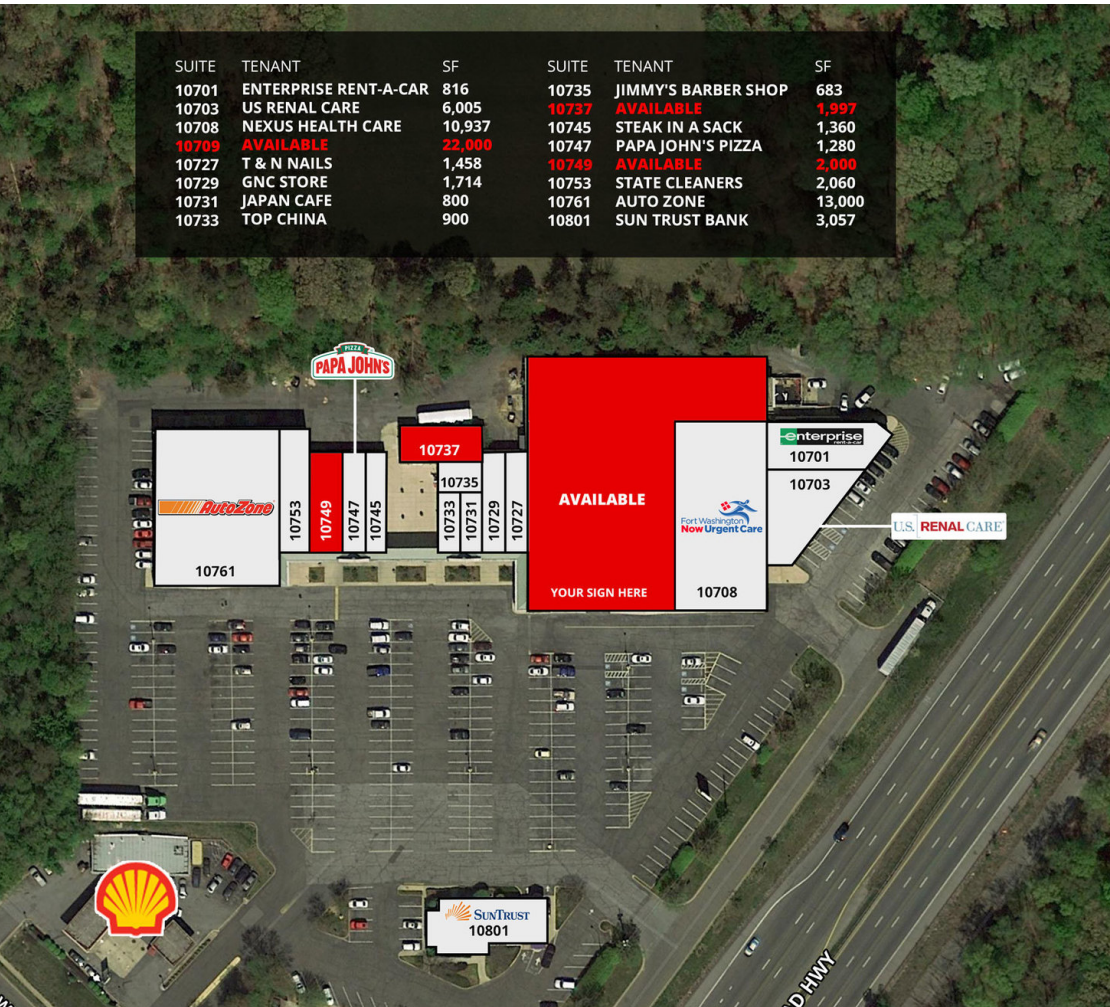 SUITE TENANT SF
10701 ENTERPRISE RENT-A-CAR 816
10703 US RENAL CARE 6,005
10708 NEXUS HEALTH CARE 10,937
10709 AVAILABLE 22,000
10727 T & N NAILS 1,458
10729 GNC STORE 1,714
10731 JAPAN CAFE 800
10733 TOP CHINA 900
SUITE TENANT SF
10735 JIMMY'S BARBER SHOP 683
10737 AVAILABLE 1,997
10745 STEAK IN A SACK 1,360
10747 PAPA JOHN'S PIZZA 1,280
10749 AVAILABLE 2,000
10753 STATE CLEANERS 2,060
10761 AUTO ZONE 13,000
10801 SUN TRUST BANK 3,057
PIZZA
PAPA JOHN'S
AutoZone
10761
10753
10749
10747
10745
10737
10735
10733
10731
10729
10727
AVAILABLE
YOUR SIGN HERE
Fort Washington
Now Urgent Care
10708
enterprise
rent-a-car
10701
10703
U.S. RENAL CARE
SUNTRUST
10801
D HWY